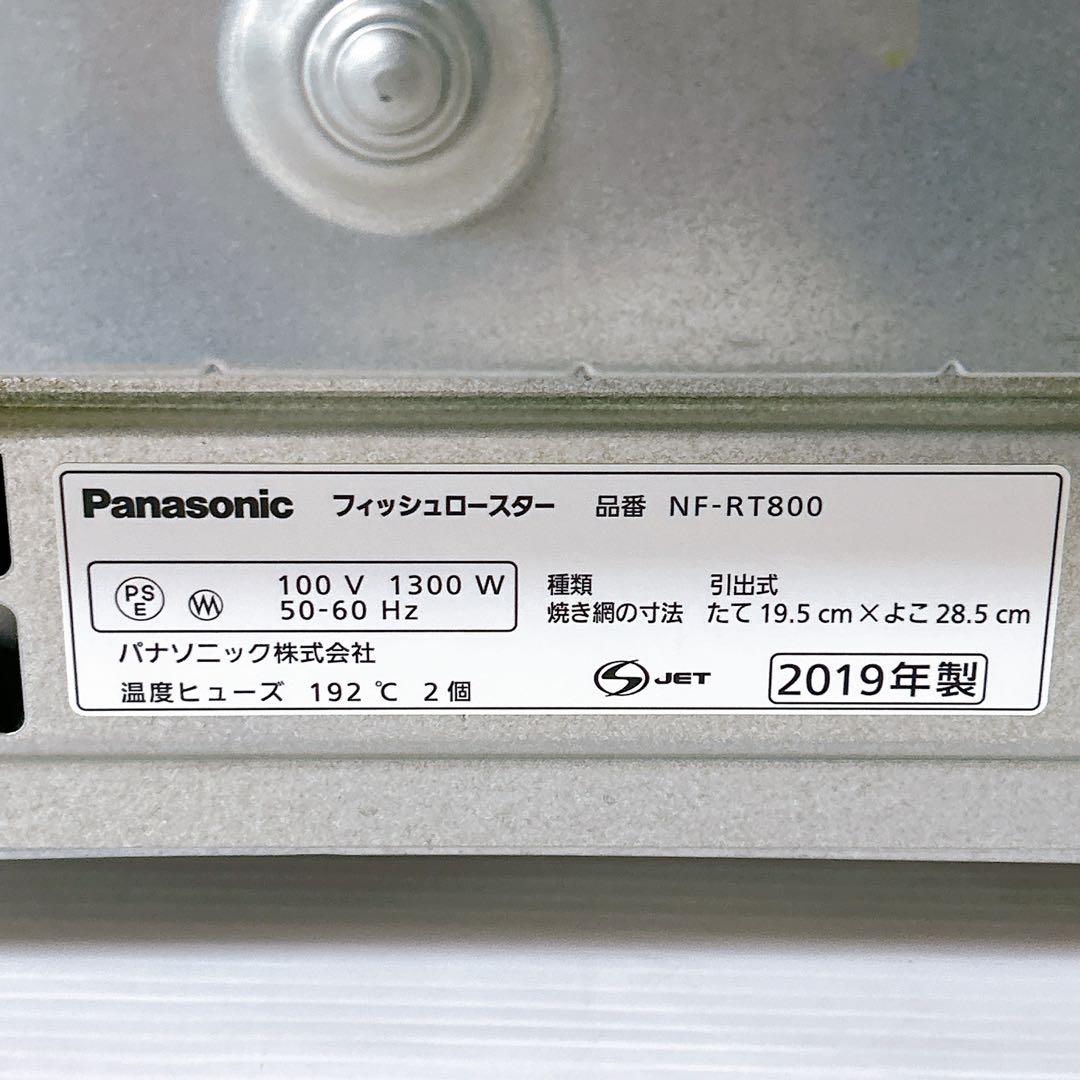 Panasonic フィッシュロースター 品番 NF-RT800
PSE 100 V 1300 W
50-60 Hz
種類 引出式
焼き網の寸法 たて 19.5 cm×よこ 28.5 cm
パナソニック株式会社
温度ヒューズ 192 ℃ 2個
S JET 2019年製